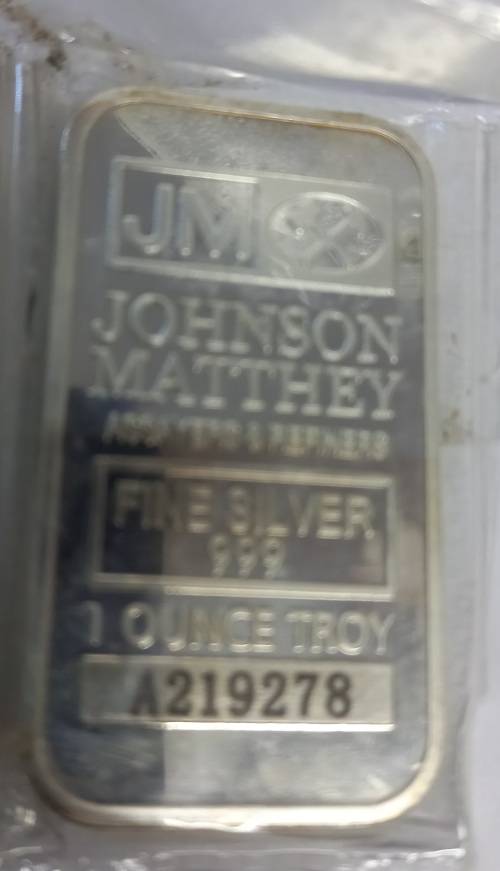 JM
JOHNSON
MATTHEY
ASSAYERS & REFINERS
FINE SILVER
999
1 OUNCE TROY
A219278